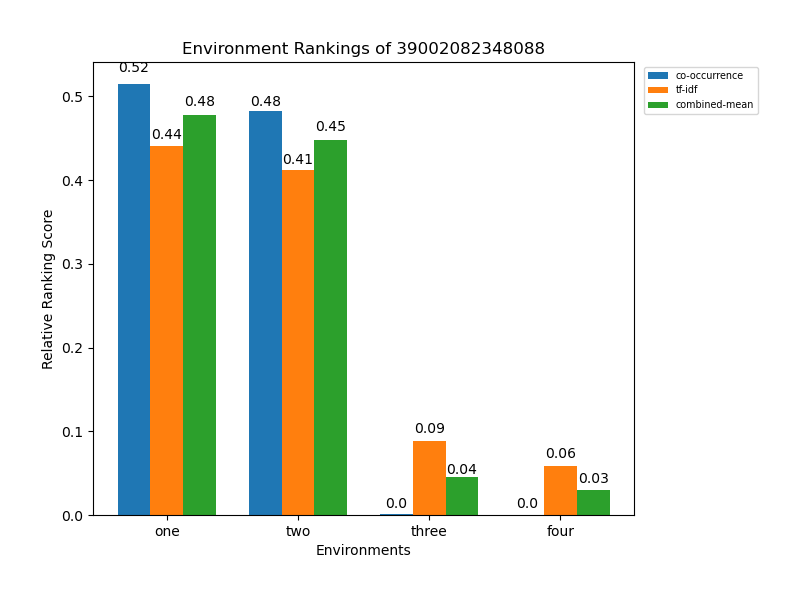 Environment Rankings of 39002082348088
co-occurrence
tf-idf
combined-mean
Relative Ranking Score
0.5
0.4
0.3
0.2
0.1
0.0
0.52
0.44
0.48
0.48
0.41
0.45
0.0
0.09
0.04
0.0
0.06
0.03
one
two
three
four
Environments